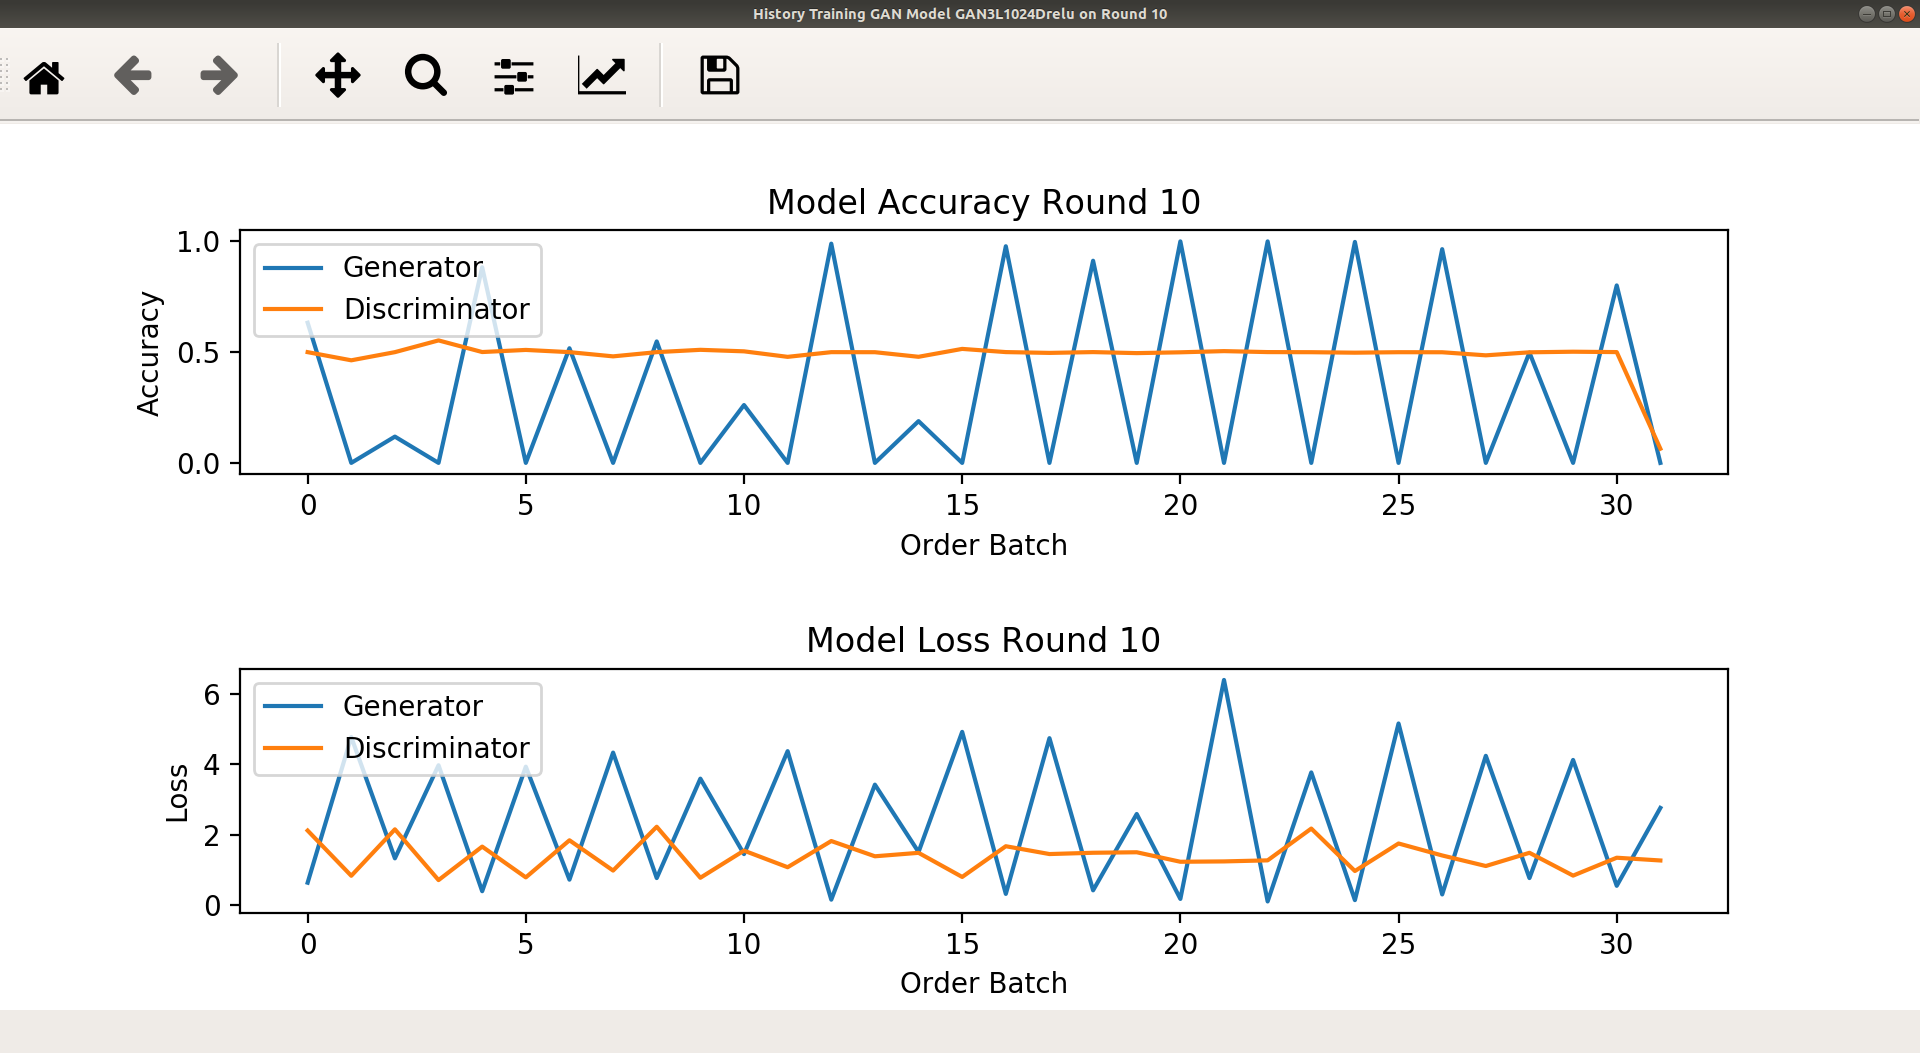 History Training GAN Model GAN3L1024Drelu on Round 10
Model Accuracy Round 10
1.0
0.5
0.0
Accuracy
Generator
Discriminator
0 5 10 15 20 25 30
Order Batch
Model Loss Round 10
6
4
2
0
Loss
Generator
Discriminator
0 5 10 15 20 25 30
Order Batch